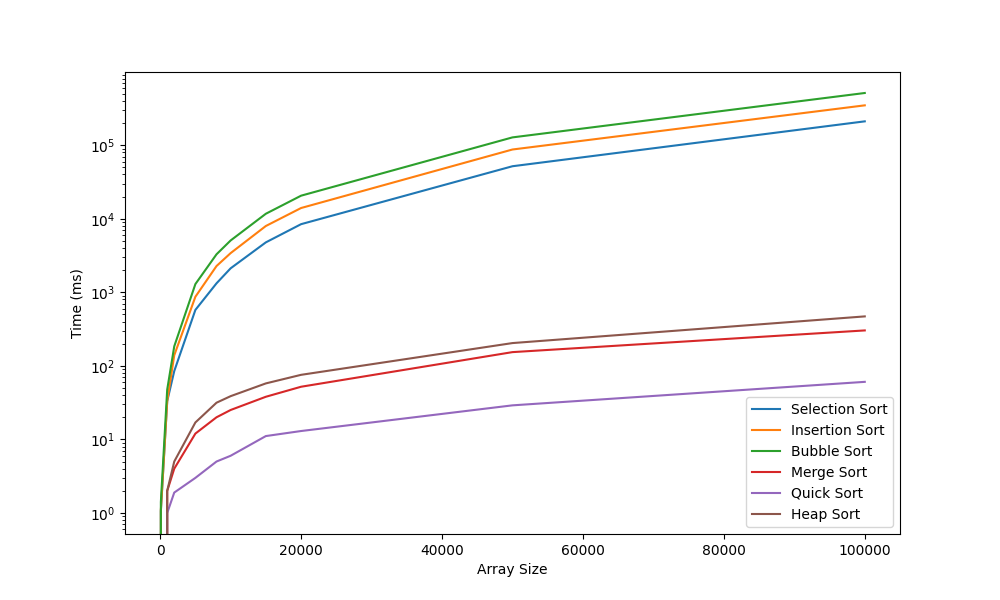 10⁵
10⁴
10³
10²
10¹
10⁰
Time (ms)
0 20000 40000 60000 80000 100000
Array Size
Selection Sort
Insertion Sort
Bubble Sort
Merge Sort
Quick Sort
Heap Sort